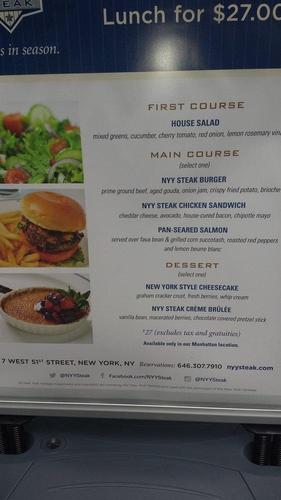 EAK
Lunch for $27.00
s in season.
FIRST COURSE
HOUSE SALAD
mixed greens, cucumber, cherry tomato, red onion, lemon rosemary vina
MAIN COURSE
(select one)
NYY STEAK BURGER
prime ground beef, aged gouda, onion jam, crispy fried potato, brioche
NYY STEAK CHICKEN SANDWICH
cheddar cheese, avocado, house-cured bacon, chipotle mayo
PAN-SEARED SALMON
served over fava bean & grilled corn succotash, roasted red peppers
and lemon beurre blanc
DESSERT
(select one)
NEW YORK STYLE CHEESECAKE
graham cracker crust, fresh berries, whip cream
NYY STEAK CRÈME BRÛLÉE
vanilla bean, macerated berries, chocolate covered pretzel stick
$27 (excludes tax and gratuities)
Available only in our Manhattan location.
7 WEST 51ST STREET, NEW YORK, NY Reservations: 646.307.7910 nyysteak.com
@NYYSteak Facebook.com/NYYSteak @NYYSteak